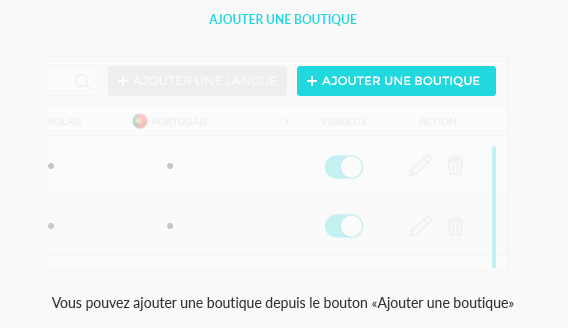 AJOUTER UNE BOUTIQUE
+ AJOUTER UNE LANGUE + AJOUTER UNE BOUTIQUE
NGLAIS PORTUGAIS > VISIBILITÉ ACTION
Vous pouvez ajouter une boutique depuis le bouton «Ajouter une boutique»